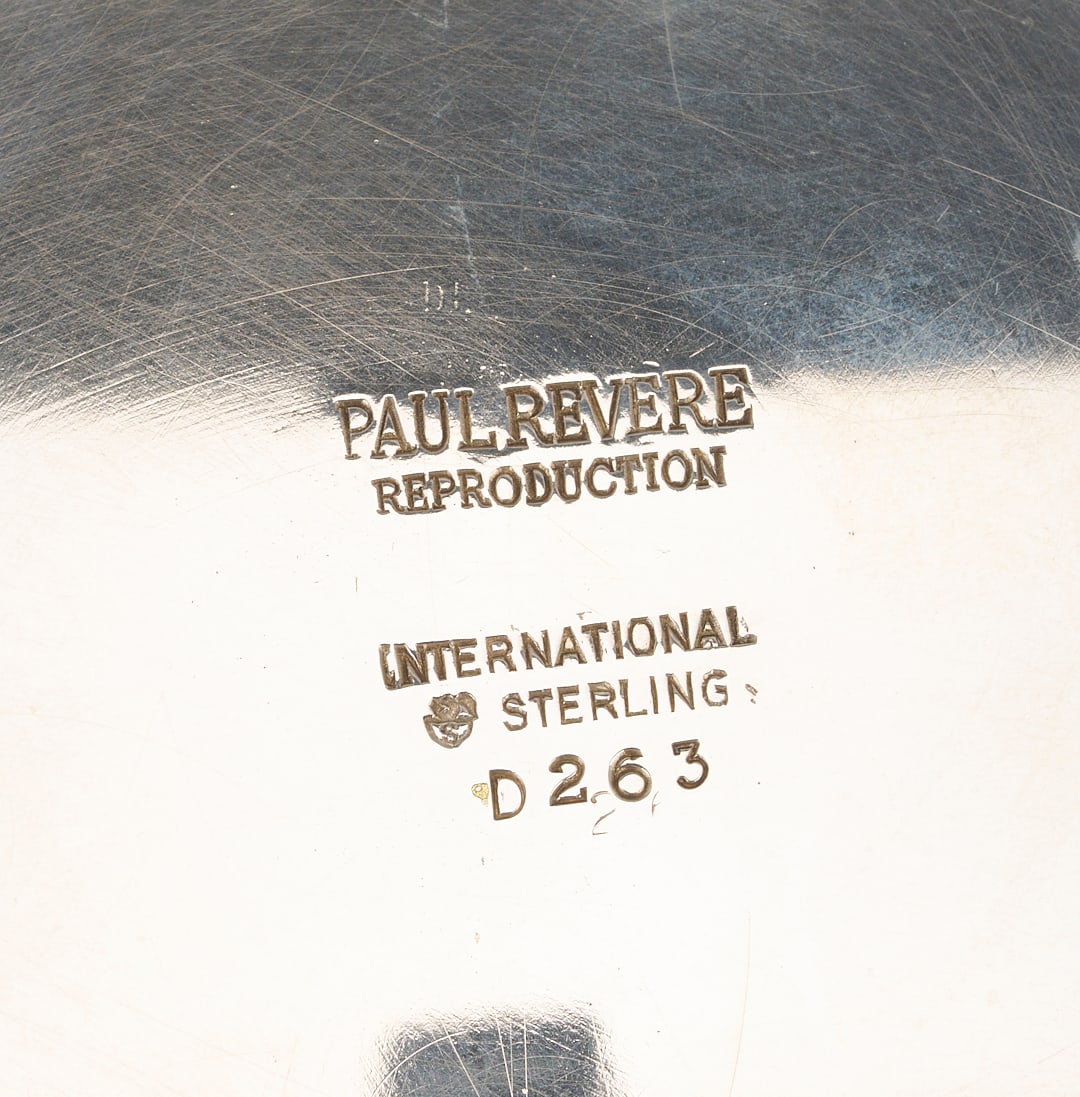 PAUL REVERE
REPRODUCTION
INTERNATIONAL
STERLING
D 263